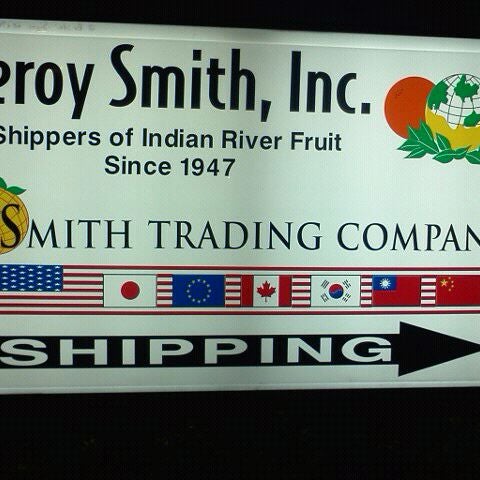 eroy Smith, Inc.
Shippers of Indian River Fruit
Since 1947
SMITH TRADING COMPAN
SHIPPING